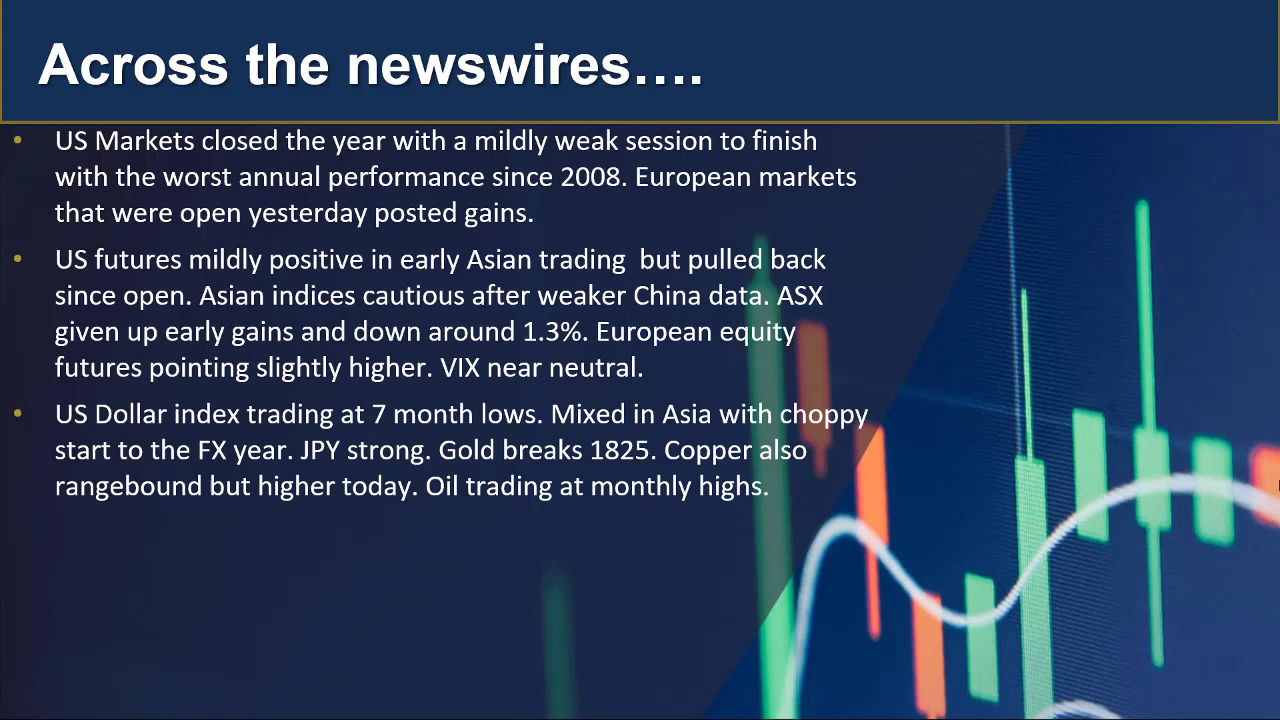 Across the newswires….
• US Markets closed the year with a mildly weak session to finish
with the worst annual performance since 2008. European markets
that were open yesterday posted gains.
• US futures mildly positive in early Asian trading  but pulled back
since open. Asian indices cautious after weaker China data. ASX
given up early gains and down around 1.3%. European equity
futures pointing slightly higher. VIX near neutral.
• US Dollar index trading at 7 month lows. Mixed in Asia with choppy
start to the FX year. JPY strong. Gold breaks 1825. Copper also
rangebound but higher today. Oil trading at monthly highs.